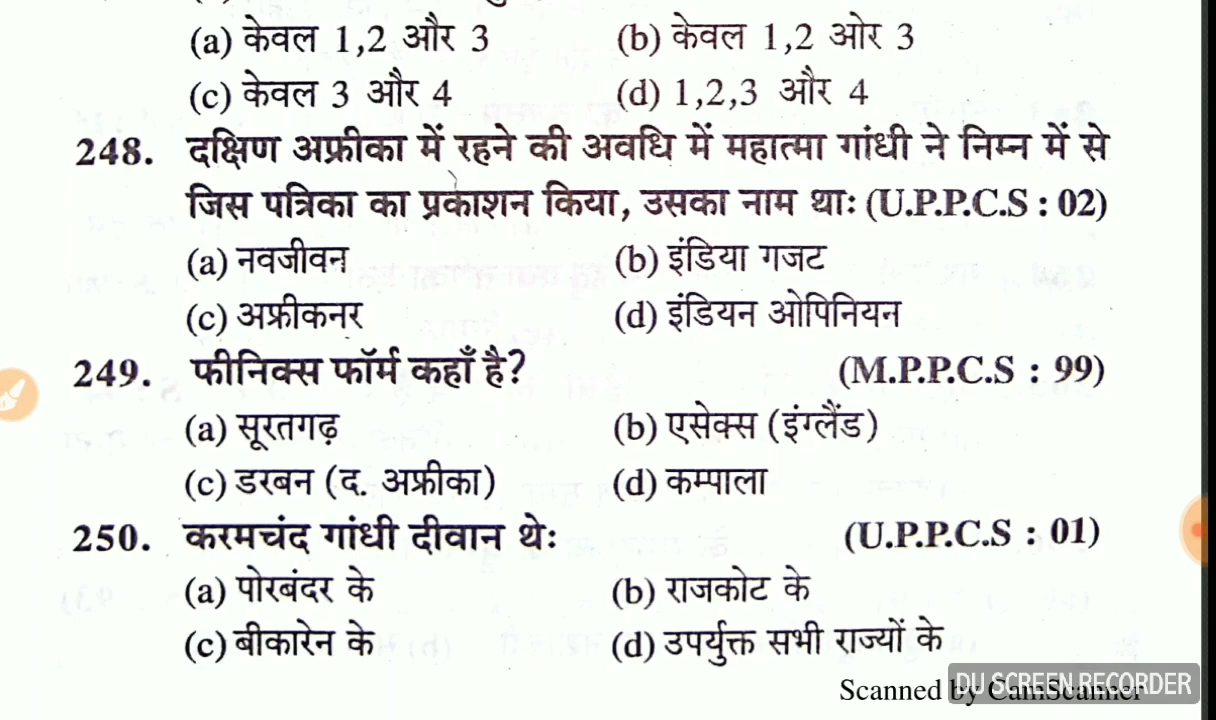 (a) केवल 1,2 और 3 (b) केवल 1,2 ओर 3
(c) केवल 3 और 4 (d) 1,2,3 और 4
248. दक्षिण अफ्रीका में रहने की अवधि में महात्मा गांधी ने निम्न में से
जिस पत्रिका का प्रकाशन किया, उसका नाम थाः (U.P.P.C.S : 02)
(a) नवजीवन (b) इंडिया गजट
(c) अफ्रीकनर (d) इंडियन ओपिनियन
249. फीनिक्स फॉर्म कहाँ है? (M.P.P.C.S : 99)
(a) सूरतगढ़ (b) एसेक्स (इंग्लैंड)
(c) डरबन (द. अफ्रीका) (d) कम्पाला
250. करमचंद गांधी दीवान थेः (U.P.P.C.S : 01)
(a) पोरबंदर के (b) राजकोट के
(c) बीकारेन के (d) उपर्युक्त सभी राज्यों के
Scanned by CamScanner
DU SCREEN RECORDER